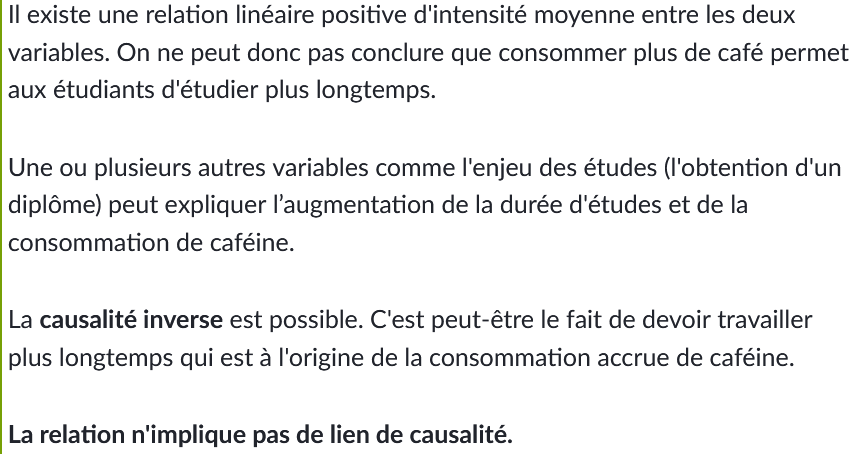 Il existe une relation linéaire positive d'intensité moyenne entre les deux
variables. On ne peut donc pas conclure que consommer plus de café permet
aux étudiants d'étudier plus longtemps.
Une ou plusieurs autres variables comme l'enjeu des études (l'obtention d'un
diplôme) peut expliquer l’augmentation de la durée d'études et de la
consommation de caféine.
La causalité inverse est possible. C'est peut-être le fait de devoir travailler
plus longtemps qui est à l'origine de la consommation accrue de caféine.
La relation n'implique pas de lien de causalité.